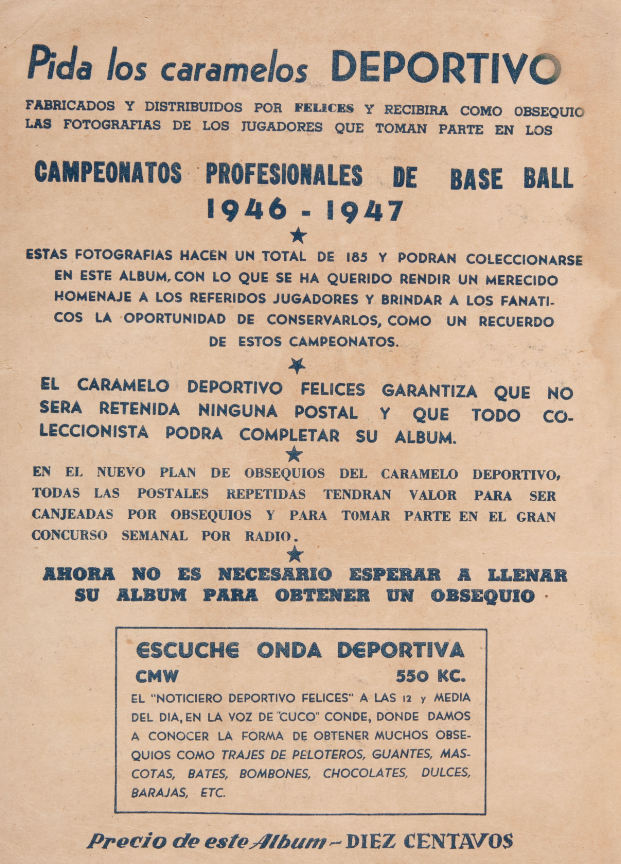 Pida los caramelos DEPORTIVO
FABRICADOS Y DISTRIBUIDOS POR FELICES Y RECIBIRA COMO OBSEQUIO
LAS FOTOGRAFIAS DE LOS JUGADORES QUE TOMAN PARTE EN LOS
CAMPEONATOS PROFESIONALES DE BASE BALL
1946 - 1947
ESTAS FOTOGRAFIAS HACEN UN TOTAL DE 185 Y PODRAN COLECCIONARSE
EN ESTE ALBUM, CON LO QUE SE HA QUERIDO RENDIR UN MERECIDO
HOMENAJE A LOS REFERIDOS JUGADORES Y BRINDAR A LOS FANATI-
COS LA OPORTUNIDAD DE CONSERVARLOS, COMO UN RECUERDO
DE ESTOS CAMPEONATOS.
EL CARAMELO DEPORTIVO FELICES GARANTIZA QUE NO
SERA RETENIDA NINGUNA POSTAL Y QUE TODO CO-
LECCIONISTA PODRA COMPLETAR SU ALBUM.
EN EL NUEVO PLAN DE OBSEQUIOS DEL CARAMELO DEPORTIVO,
TODAS LAS POSTALES REPETIDAS TENDRAN VALOR PARA SER
CANJEADAS POR OBSEQUIOS Y PARA TOMAR PARTE EN EL GRAN
CONCURSO SEMANAL POR RADIO.
AHORA NO ES NECESARIO ESPERAR A LLENAR
SU ALBUM PARA OBTENER UN OBSEQUIO.
ESCUCHE ONDA DEPORTIVA
CMW 550 KC.
EL "NOTICIERO DEPORTIVO FELICES" A LAS 12 y MEDIA
DEL DIA, EN LA VOZ DE "CUCO" CONDE, DONDE DAMOS
A CONOCER LA FORMA DE OBTENER MUCHOS OBSE-
QUIOS COMO TRAJES DE PELOTEROS, GUANTES, MAS-
COTAS, BATES, BOMBONES, CHOCOLATES, DULCES,
BARAJAS, ETC.
Precio de este Album - DIEZ CENTAVOS